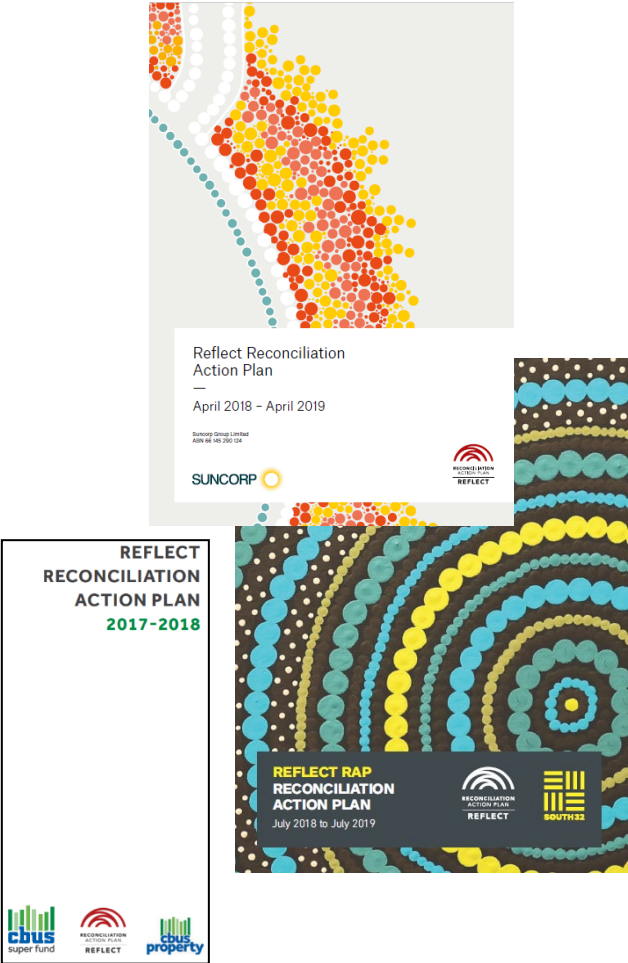 Reflect Reconciliation
Action Plan
April 2018 – April 2019
Suncorp Group Limited
ABN 66 145 290 124
SUNCORP
RECONCILIATION
ACTION PLAN
REFLECT
REFLECT
RECONCILIATION
ACTION PLAN
2017-2018
cbus
super fund
RECONCILIATION
ACTION PLAN
REFLECT
cbus
property
REFLECT RAP
RECONCILIATION
ACTION PLAN
July 2018 to July 2019
RECONCILIATION
ACTION PLAN
REFLECT
SOUTH32